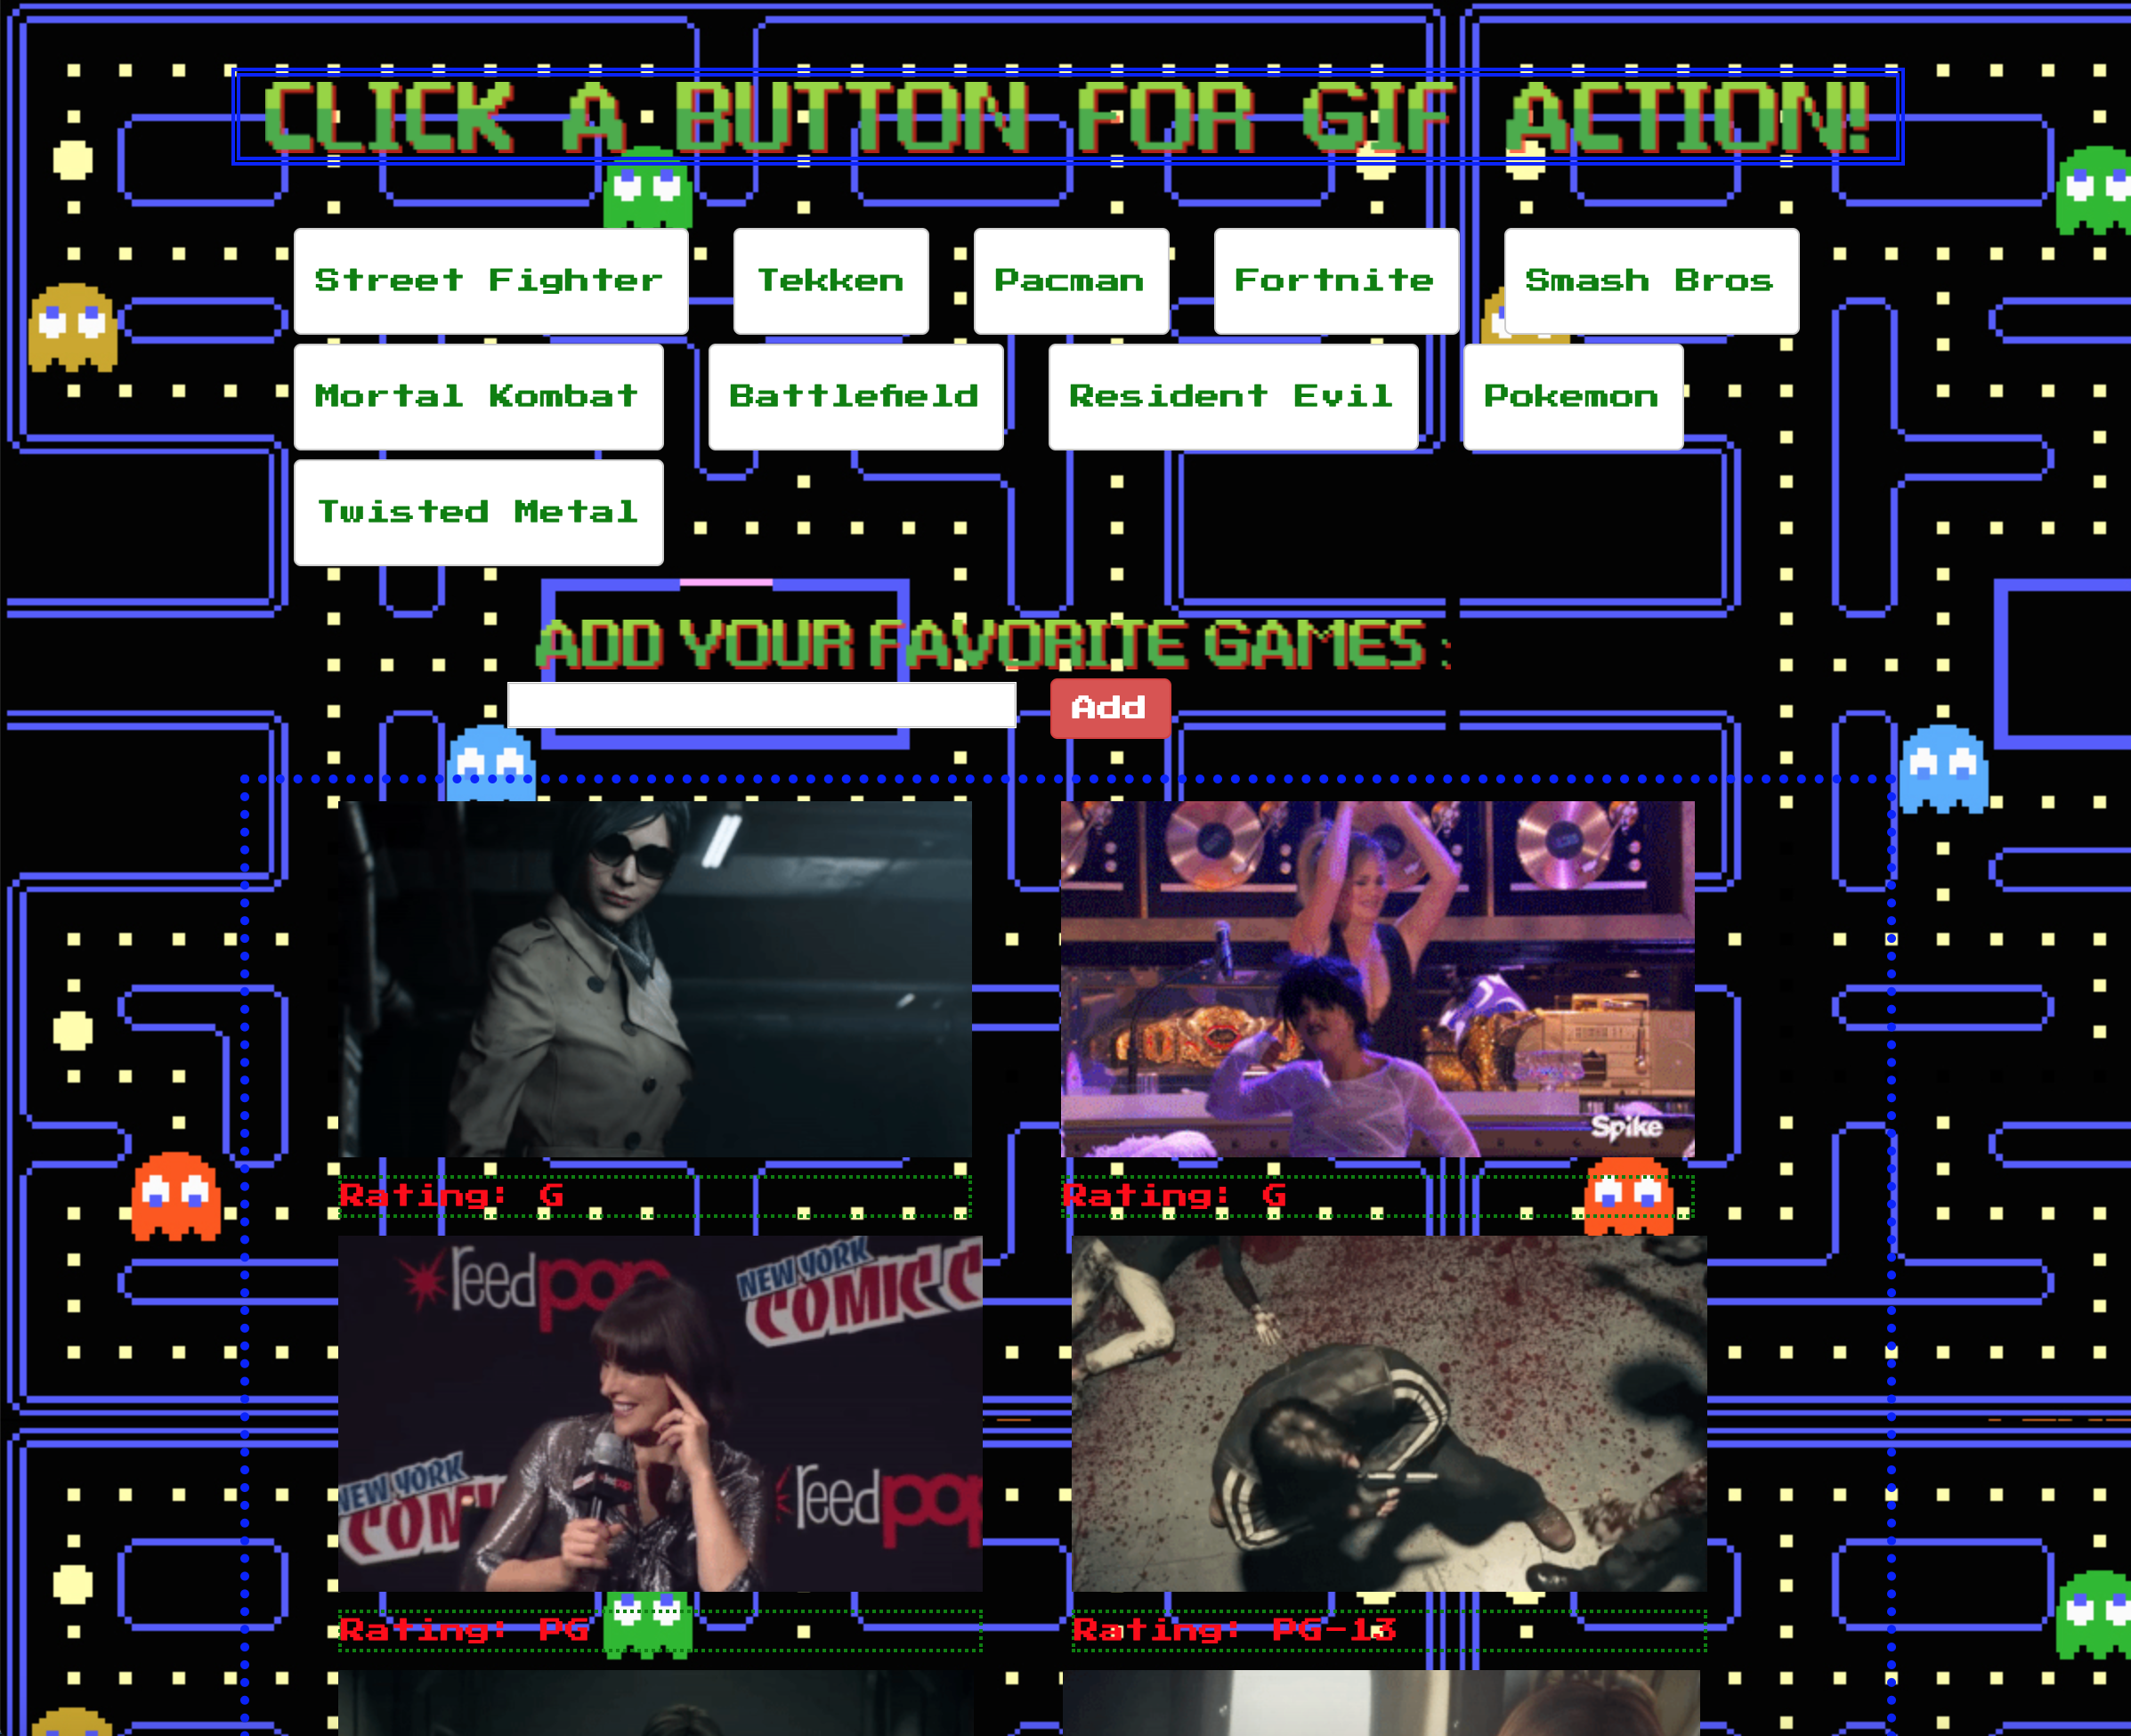 CLICK A BUTTON FOR GIF ACTION!
Street Fighter Tekken Pacman Fortnite Smash Bros
Mortal Kombat Battlefield Resident Evil Pokemon
Twisted Metal
ADD YOUR FAVORITE GAMES:
Add
Spike
Rating: G Rating: G
reedpop NEW YORK
COMIC C
NEW YORK
COM
reedpop
Rating: PG Rating: PG-13